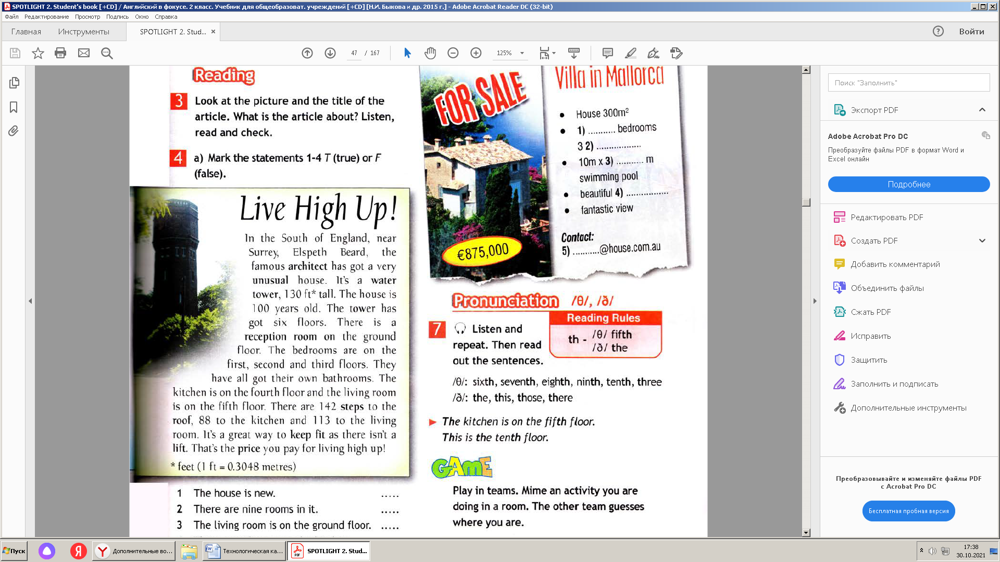 SPOTLIGHT 2. Student's book [+CD] / Английский в фокусе. 2 класс. Учебник для общеобразоват. учреждений [+CD] [Н.И. Быкова и др. 2015 г.] - Adobe Acrobat Reader DC (32-bit)
Файл Редактирование Просмотр Подпись Окно Справка
Главная Инструменты SPOTLIGHT 2. Stud... ×
Войти
47 / 167 125%
Reading
3 Look at the picture and the title of the
article. What is the article about? Listen,
read and check.
4 a) Mark the statements 1-4 T (true) or F
(false).
Live High Up!
In the South of England, near
Surrey, Elspeth Beard, the
famous architect has got a very
unusual house. It's a water
tower, 130 ft* tall. The house is
100 years old. The tower has
got six floors. There is a
reception room on the ground
floor. The bedrooms are on the
first, second and third floors. They
have all got their own bathrooms. The
kitchen is on the fourth floor and the living room
is on the fifth floor. There are 142 steps to the
roof, 88 to the kitchen and 113 to the living
room. It's a great way to keep fit as there isn't a
lift. That's the price you pay for living high up!
* feet (1 ft = 0.3048 metres)
1 The house is new. .....
2 There are nine rooms in it. .....
3 The living room is on the ground floor. .....
FOR SALE
€875,000
Villa in Mallorca
• House 300m²
• 1) ........... bedrooms
3 2) .................
• 10m x 3) ........... m
swimming pool
• beautiful 4) .................
• fantastic view
Contact:
5) ...........@house.com.au
Pronunciation /θ/, /ð/
7 Listen and
repeat. Then read
out the sentences.
Reading Rules
th - /θ/ fifth
/ð/ the
/θ/: sixth, seventh, eighth, ninth, tenth, three
/ð/: the, this, those, there
The kitchen is on the fifth floor.
This is the tenth floor.
GAmE
Play in teams. Mime an activity you are
doing in a room. The other team guesses
where you are.
Поиск "Заполнить"
Экспорт PDF
Adobe Acrobat Pro DC
Преобразуйте файлы PDF в формат Word и
Excel онлайн
Подробнее
Редактировать PDF
Создать PDF
Добавить комментарий
Объединить файлы
Сжать PDF
Исправить
Защитить
Заполнить и подписать
Дополнительные инструменты
Преобразовывайте и изменяйте файлы PDF
с Acrobat Pro DC
Бесплатная пробная версия
Пуск Дополнительные во... Технологическая ка... SPOTLIGHT 2. Stud...
17:38
30.10.2021